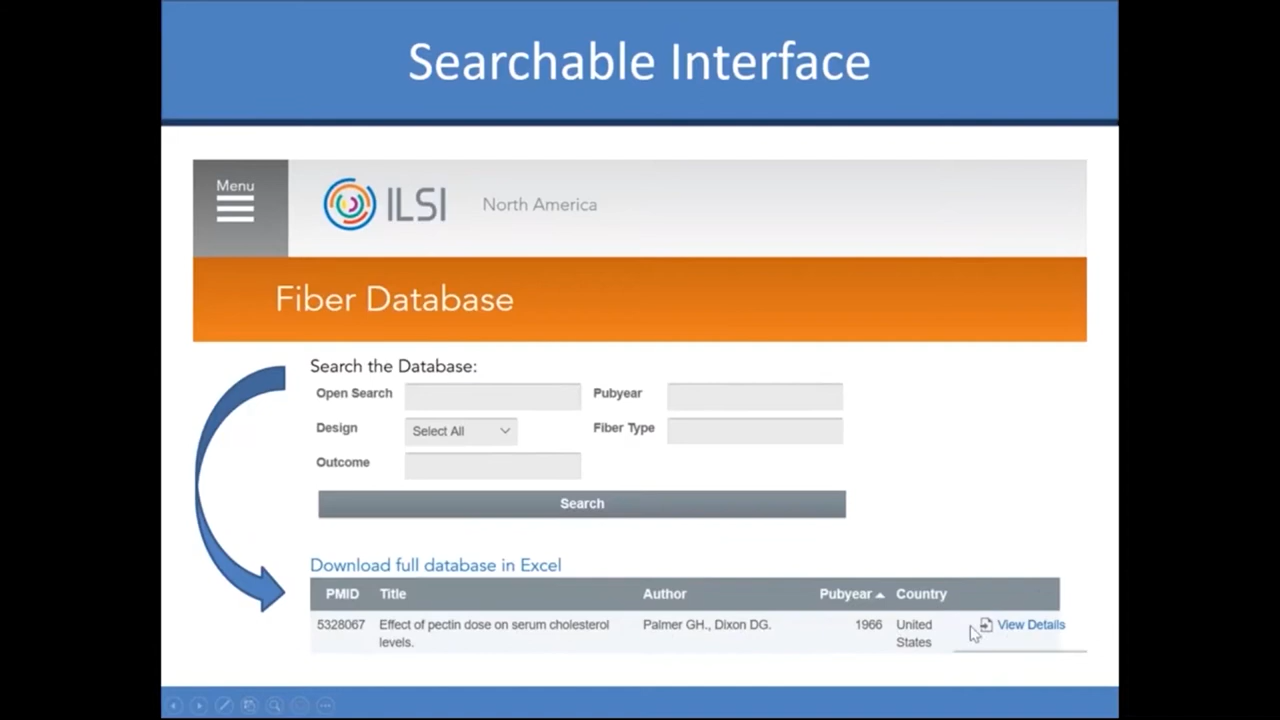 Searchable Interface
Menu
ILSI North America
Fiber Database
Search the Database:
Open Search Pubyear
Design Select All Fiber Type
Outcome
Search
Download full database in Excel
PMID Title Author Pubyear Country
5328067 Effect of pectin dose on serum cholesterol Palmer GH., Dixon DG. 1966 United View Details
levels. States